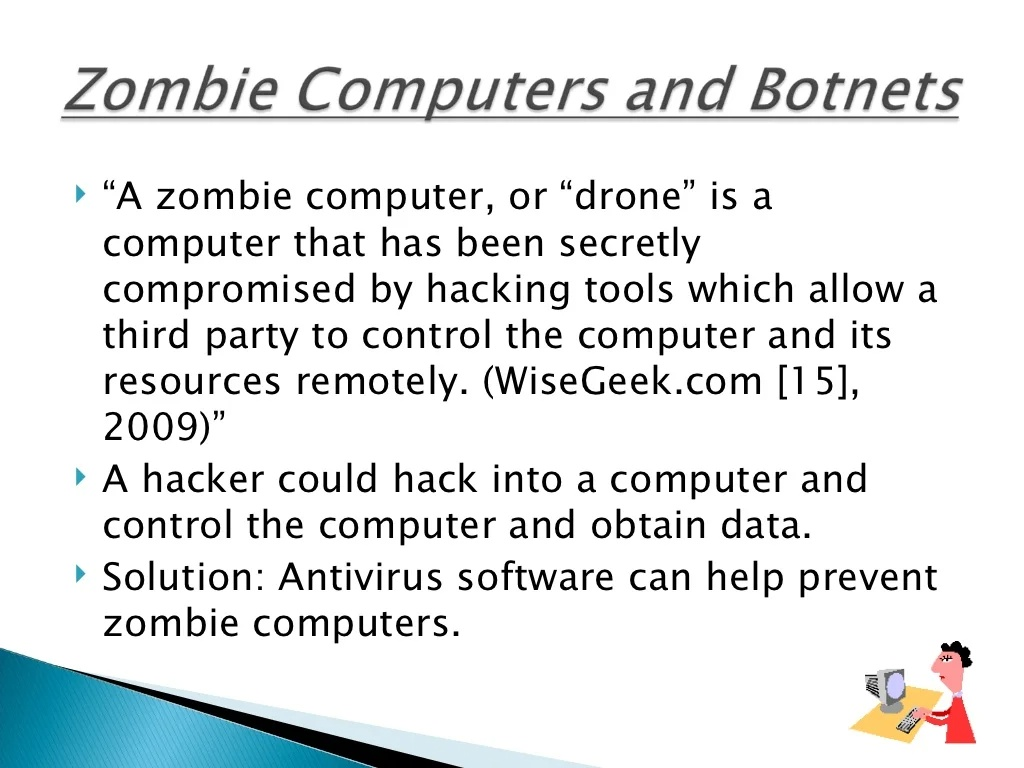 Zombie Computers and Botnets
“A zombie computer, or “drone” is a
computer that has been secretly
compromised by hacking tools which allow a
third party to control the computer and its
resources remotely. (WiseGeek.com [15],
2009)”
A hacker could hack into a computer and
control the computer and obtain data.
Solution: Antivirus software can help prevent
zombie computers.